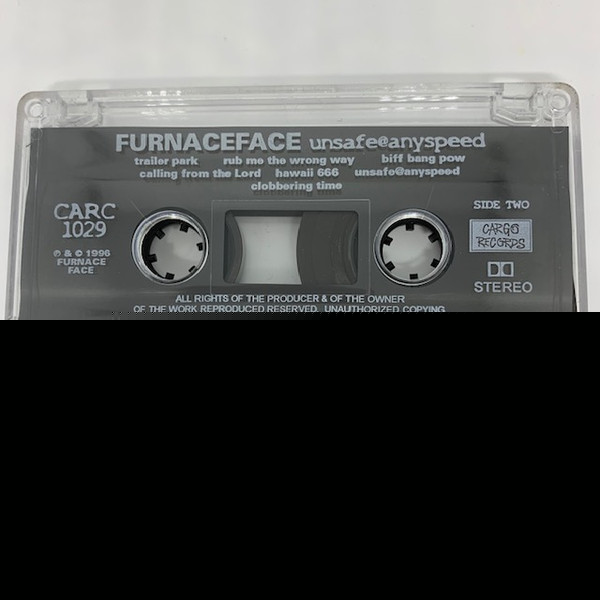 FURNACEFACE unsafe@anyspeed
trailer park rub me the wrong way biff bang pow
calling from the Lord hawaii 666 unsafe@anyspeed
clobbering time
CARC
1029
℗ & © 1996
FURNACE
FACE
SIDE TWO
CARGO
RECORDS
STEREO
ALL RIGHTS OF THE PRODUCER & OF THE OWNER
OF THE WORK REPRODUCED RESERVED. UNAUTHORIZED COPYING